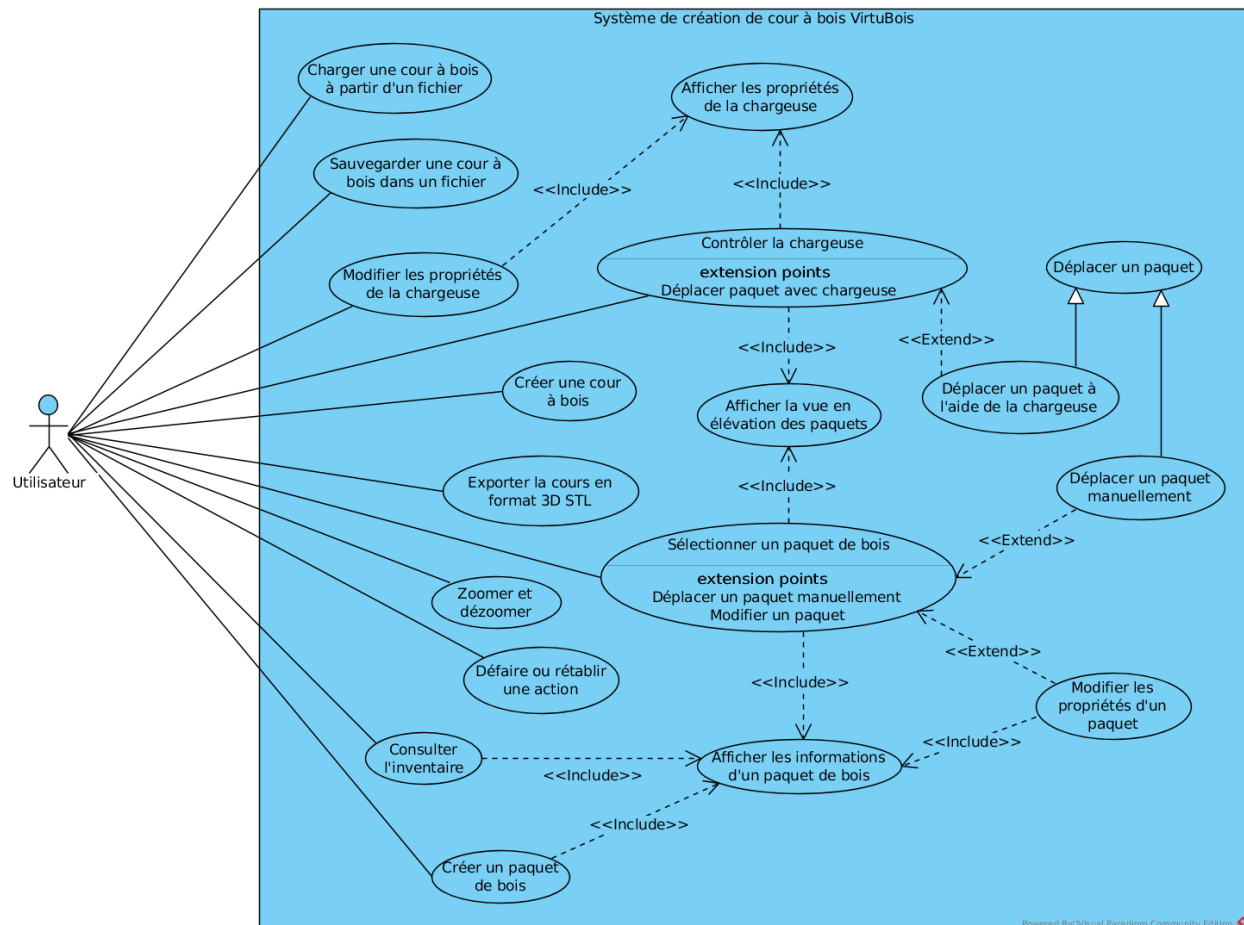 Système de création de cour à bois VirtuBois
Charger une cour à bois
à partir d'un fichier
Afficher les propriétés
de la chargeuse
Sauvegarder une cour à
bois dans un fichier
<<Include>>
<<Include>>
Modifier les propriétés
de la chargeuse
Contrôler la chargeuse
extension points
Déplacer paquet avec chargeuse
Déplacer un paquet
<<Include>>
<<Extend>>
Créer une cour
à bois
Afficher la vue en
élévation des paquets
Déplacer un paquet à
l'aide de la chargeuse
Utilisateur
Exporter la cours en
format 3D STL
<<Include>>
Déplacer un paquet
manuellement
Sélectionner un paquet de bois
extension points
Déplacer un paquet manuellement
Modifier un paquet
<<Extend>>
Zoomer et
dézoomer
<<Extend>>
Défaire ou rétablir
une action
<<Include>>
Modifier les
propriétés d'un
paquet
Consulter
l'inventaire
<<Include>>
Afficher les informations
d'un paquet de bois
<<Include>>
<<Include>>
Créer un paquet
de bois
Powered By Visual Paradigm Community Edition